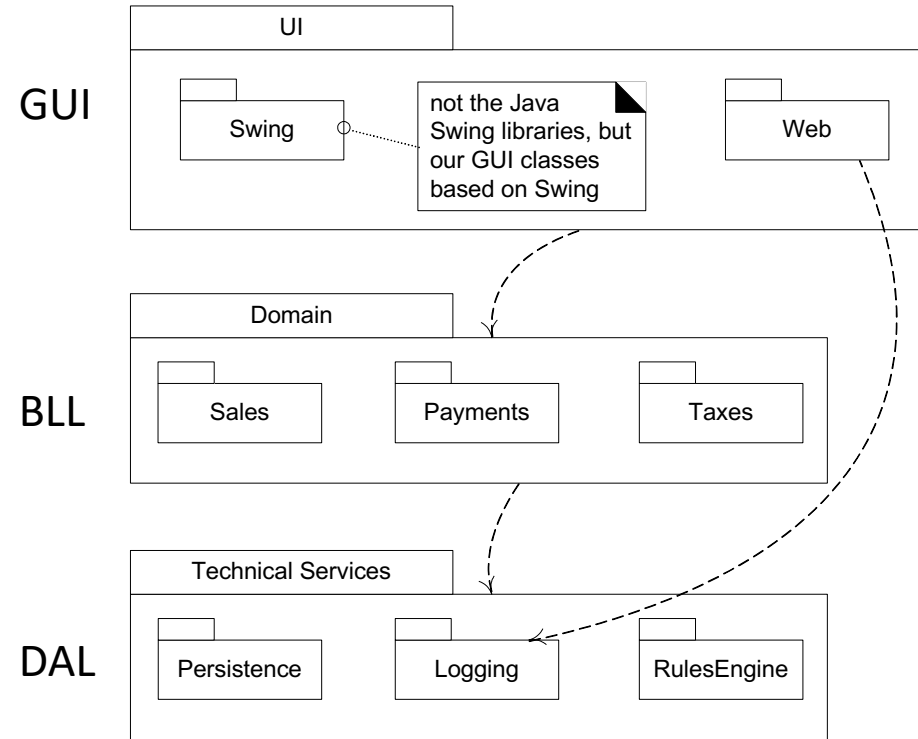 UI
GUI
Swing
not the Java
Swing libraries, but
our GUI classes
based on Swing
Web
Domain
BLL
Sales
Payments
Taxes
Technical Services
DAL
Persistence
Logging
RulesEngine